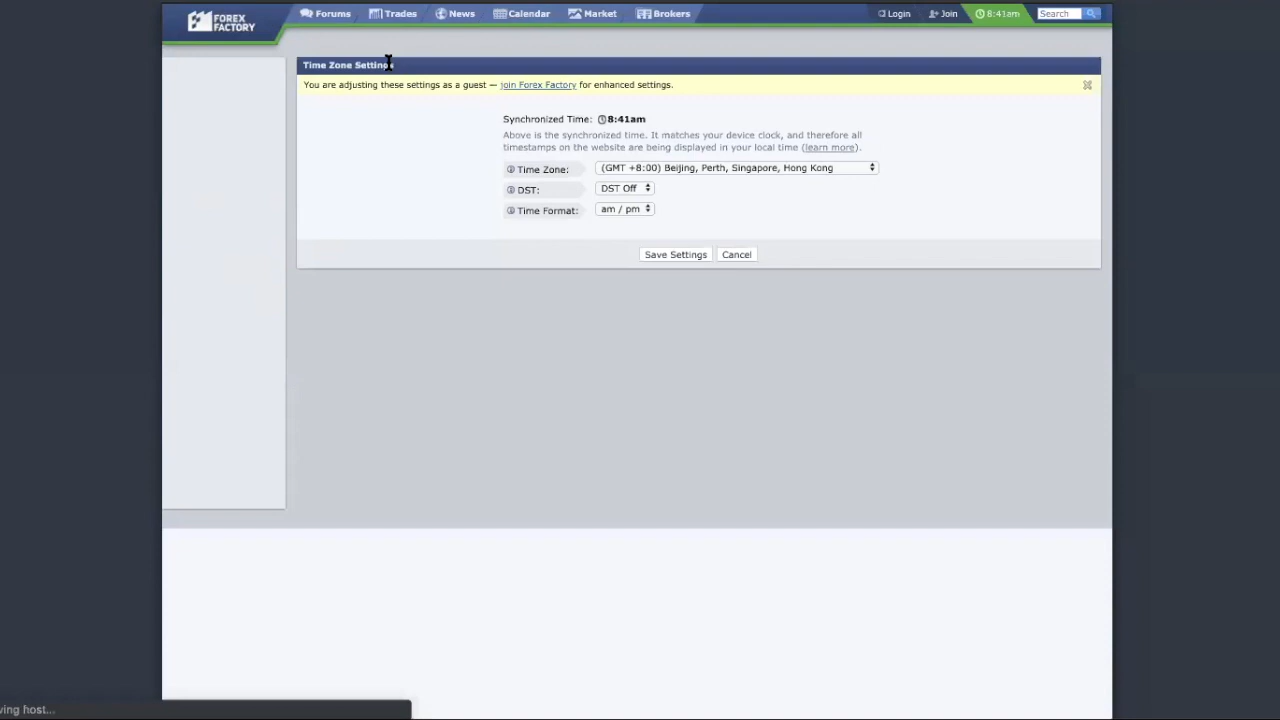 FOREX
FACTORY
Forums Trades News Calendar Market Brokers Login Join 8:41am Search
Time Zone Settings
You are adjusting these settings as a guest — join Forex Factory for enhanced settings.
Synchronized Time: 8:41am
Above is the synchronized time. It matches your device clock, and therefore all
timestamps on the website are being displayed in your local time (learn more).
Time Zone: (GMT +8:00) Beijing, Perth, Singapore, Hong Kong
DST: DST Off
Time Format: am / pm
Save Settings Cancel
ving host...